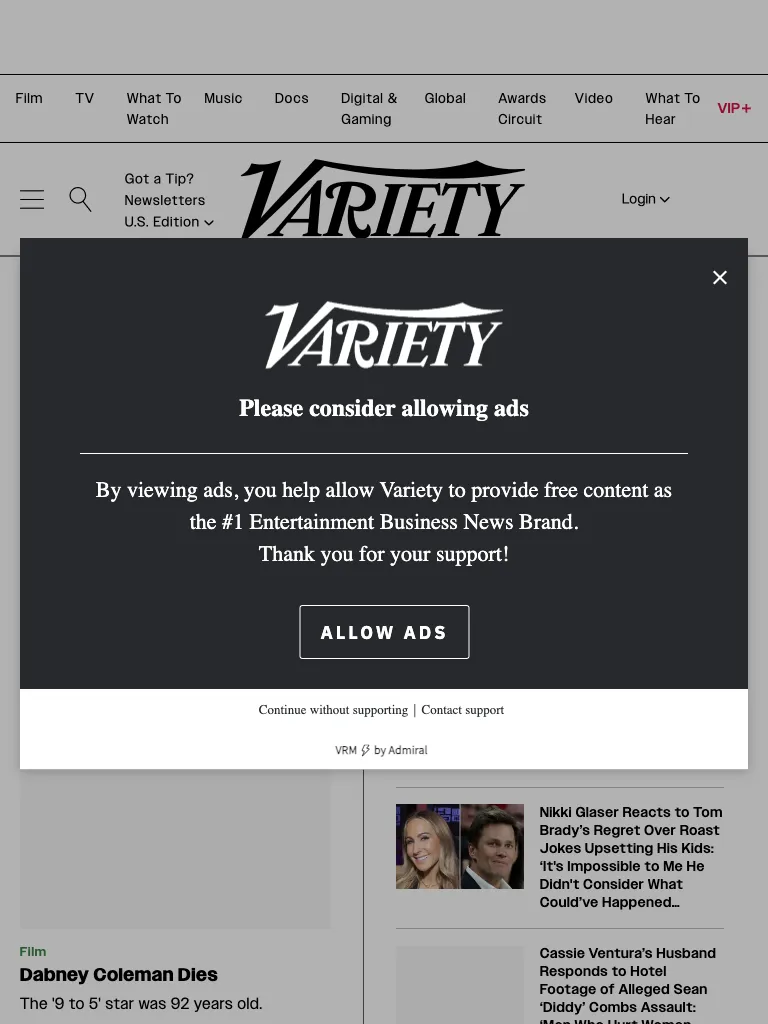 Film
TV
What To
Watch
Music
Docs
Digital &
Gaming
Global
Awards
Circuit
Video
What To
Hear
VIP+
Got a Tip?
Newsletters
U.S. Edition
VARIETY
Login
VARIETY
Please consider allowing ads
By viewing ads, you help allow Variety to provide free content as
the #1 Entertainment Business News Brand.
Thank you for your support!
ALLOW ADS
Continue without supporting | Contact support
VRM by Admiral
Film
Dabney Coleman Dies
The '9 to 5' star was 92 years old.
Nikki Glaser Reacts to Tom
Brady’s Regret Over Roast
Jokes Upsetting His Kids:
‘It's Impossible to Me He
Didn't Consider What
Could’ve Happened...
Cassie Ventura’s Husband
Responds to Hotel
Footage of Alleged Sean
‘Diddy’ Combs Assault:
‘Men Who Hurt Women